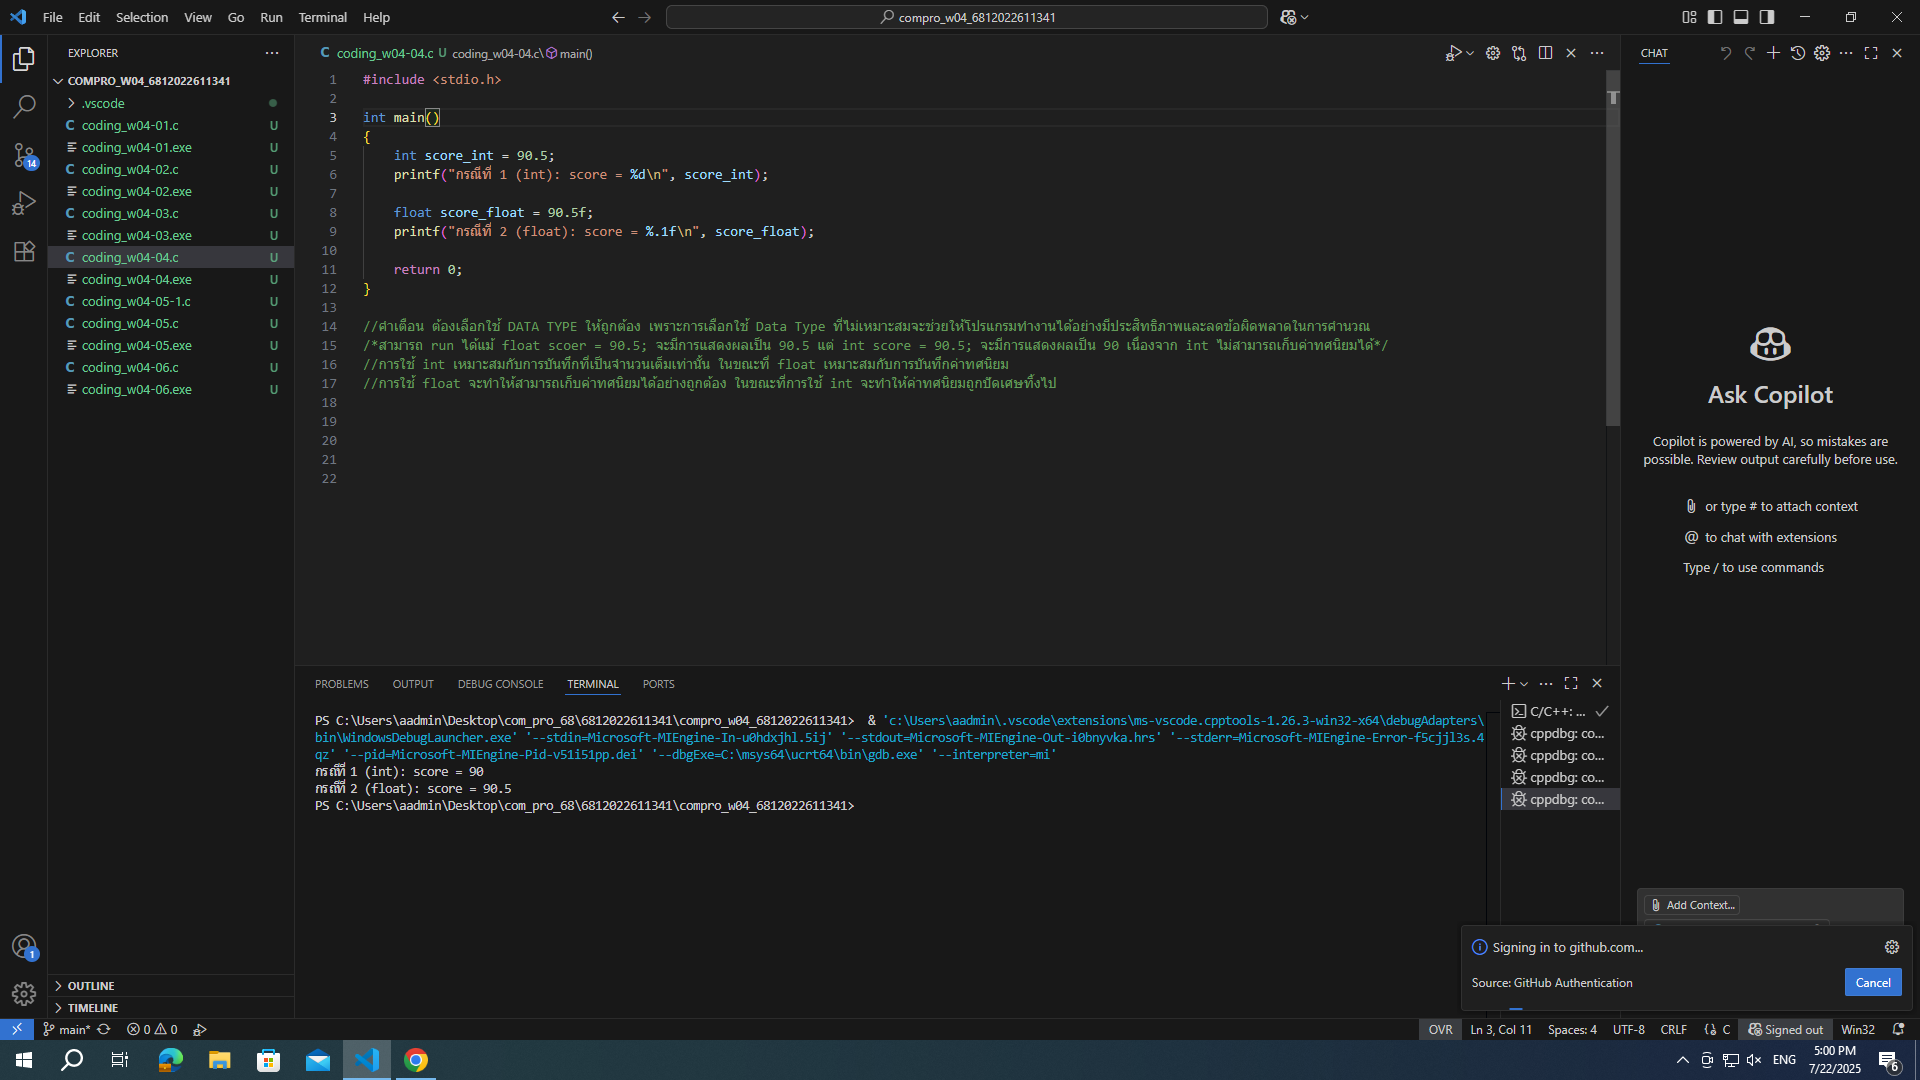 File Edit Selection View Go Run Terminal Help
compro_w04_6812022611341
EXPLORER
COMPRO_W04_6812022611341
.vscode
coding_w04-01.c U
coding_w04-01.exe U
coding_w04-02.c U
coding_w04-02.exe U
coding_w04-03.c U
coding_w04-03.exe U
coding_w04-04.c U
coding_w04-04.exe U
coding_w04-05-1.c U
coding_w04-05.c U
coding_w04-05.exe U
coding_w04-06.c U
coding_w04-06.exe U
OUTLINE
TIMELINE
14
1
C coding_w04-04.c U coding_w04-04.c\ main()
1 #include <stdio.h>
2
3 int main()
4 {
5 int score_int = 90.5;
6 printf("กรณีที่ 1 (int): score = %d\n", score_int);
7
8 float score_float = 90.5f;
9 printf("กรณีที่ 2 (float): score = %.1f\n", score_float);
10
11 return 0;
12 }
13
14 //คำเตือน ต้องเลือกใช้ DATA TYPE ให้ถูกต้อง เพราะการเลือกใช้ Data Type ที่ไม่เหมาะสมจะช่วยให้โปรแกรมทำงานได้อย่างมีประสิทธิภาพและลดข้อผิดพลาดในการคำนวณ
15 /*สามารถ run ได้แม้ float scoer = 90.5; จะมีการแสดงผลเป็น 90.5 แต่ int score = 90.5; จะมีการแสดงผลเป็น 90 เนื่องจาก int ไม่สามารถเก็บค่าทศนิยมได้*/
16 //การใช้ int เหมาะสมกับการบันทึกที่เป็นจำนวนเต็มเท่านั้น ในขณะที่ float เหมาะสมกับการบันทึกค่าทศนิยม
17 //การใช้ float จะทำให้สามารถเก็บค่าทศนิยมได้อย่างถูกต้อง ในขณะที่การใช้ int จะทำให้ค่าทศนิยมถูกปัดเศษทิ้งไป
18
19
20
21
22
PROBLEMS OUTPUT DEBUG CONSOLE TERMINAL PORTS
PS C:\Users\aadmin\Desktop\com_pro_68\6812022611341\compro_w04_6812022611341> & 'c:\Users\aadmin\.vscode\extensions\ms-vscode.cpptools-1.26.3-win32-x64\debugAdapters\
bin\WindowsDebugLauncher.exe' '--stdin=Microsoft-MIEngine-In-u0hdxjhl.5ij' '--stdout=Microsoft-MIEngine-Out-i0bnyvka.hrs' '--stderr=Microsoft-MIEngine-Error-f5cjjl3s.4
qz' '--pid=Microsoft-MIEngine-Pid-v51i51pp.dei' '--dbgExe=C:\msys64\ucrt64\bin\gdb.exe' '--interpreter=mi'
กรณีที่ 1 (int): score = 90
กรณีที่ 2 (float): score = 90.5
PS C:\Users\aadmin\Desktop\com_pro_68\6812022611341\compro_w04_6812022611341>
C/C++: ...
cppdbg: co...
cppdbg: co...
cppdbg: co...
cppdbg: co...
CHAT
Ask Copilot
Copilot is powered by AI, so mistakes are
possible. Review output carefully before use.
or type # to attach context
@ to chat with extensions
Type / to use commands
Add Context...
Signing in to github.com...
Source: GitHub Authentication
Cancel
main* 0 0
OVR Ln 3, Col 11 Spaces: 4 UTF-8 CRLF {} C Signed out Win32
ENG
5:00 PM
7/22/2025
6